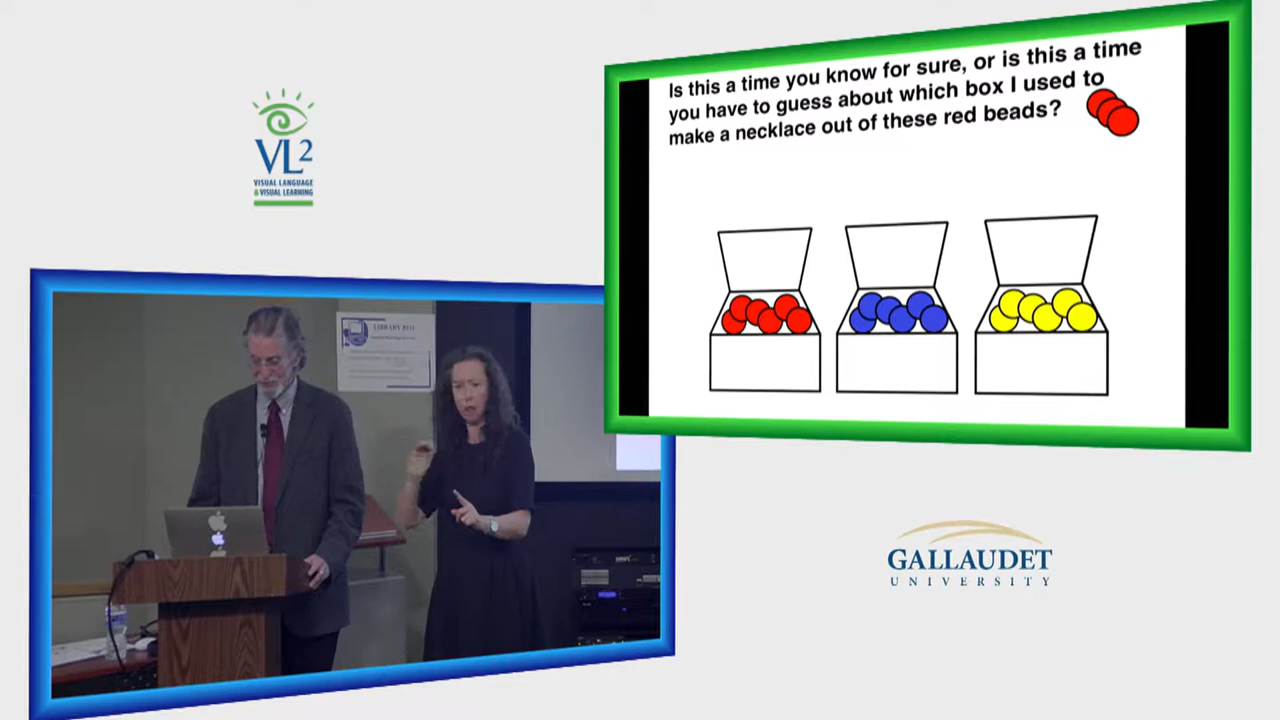 Is this a time you know for sure, or is this a time
you have to guess about which box I used to
make a necklace out of these red beads?
VL2
VISUAL LANGUAGE
& VISUAL LEARNING
LIBRARY B111
GALLAUDET
UNIVERSITY